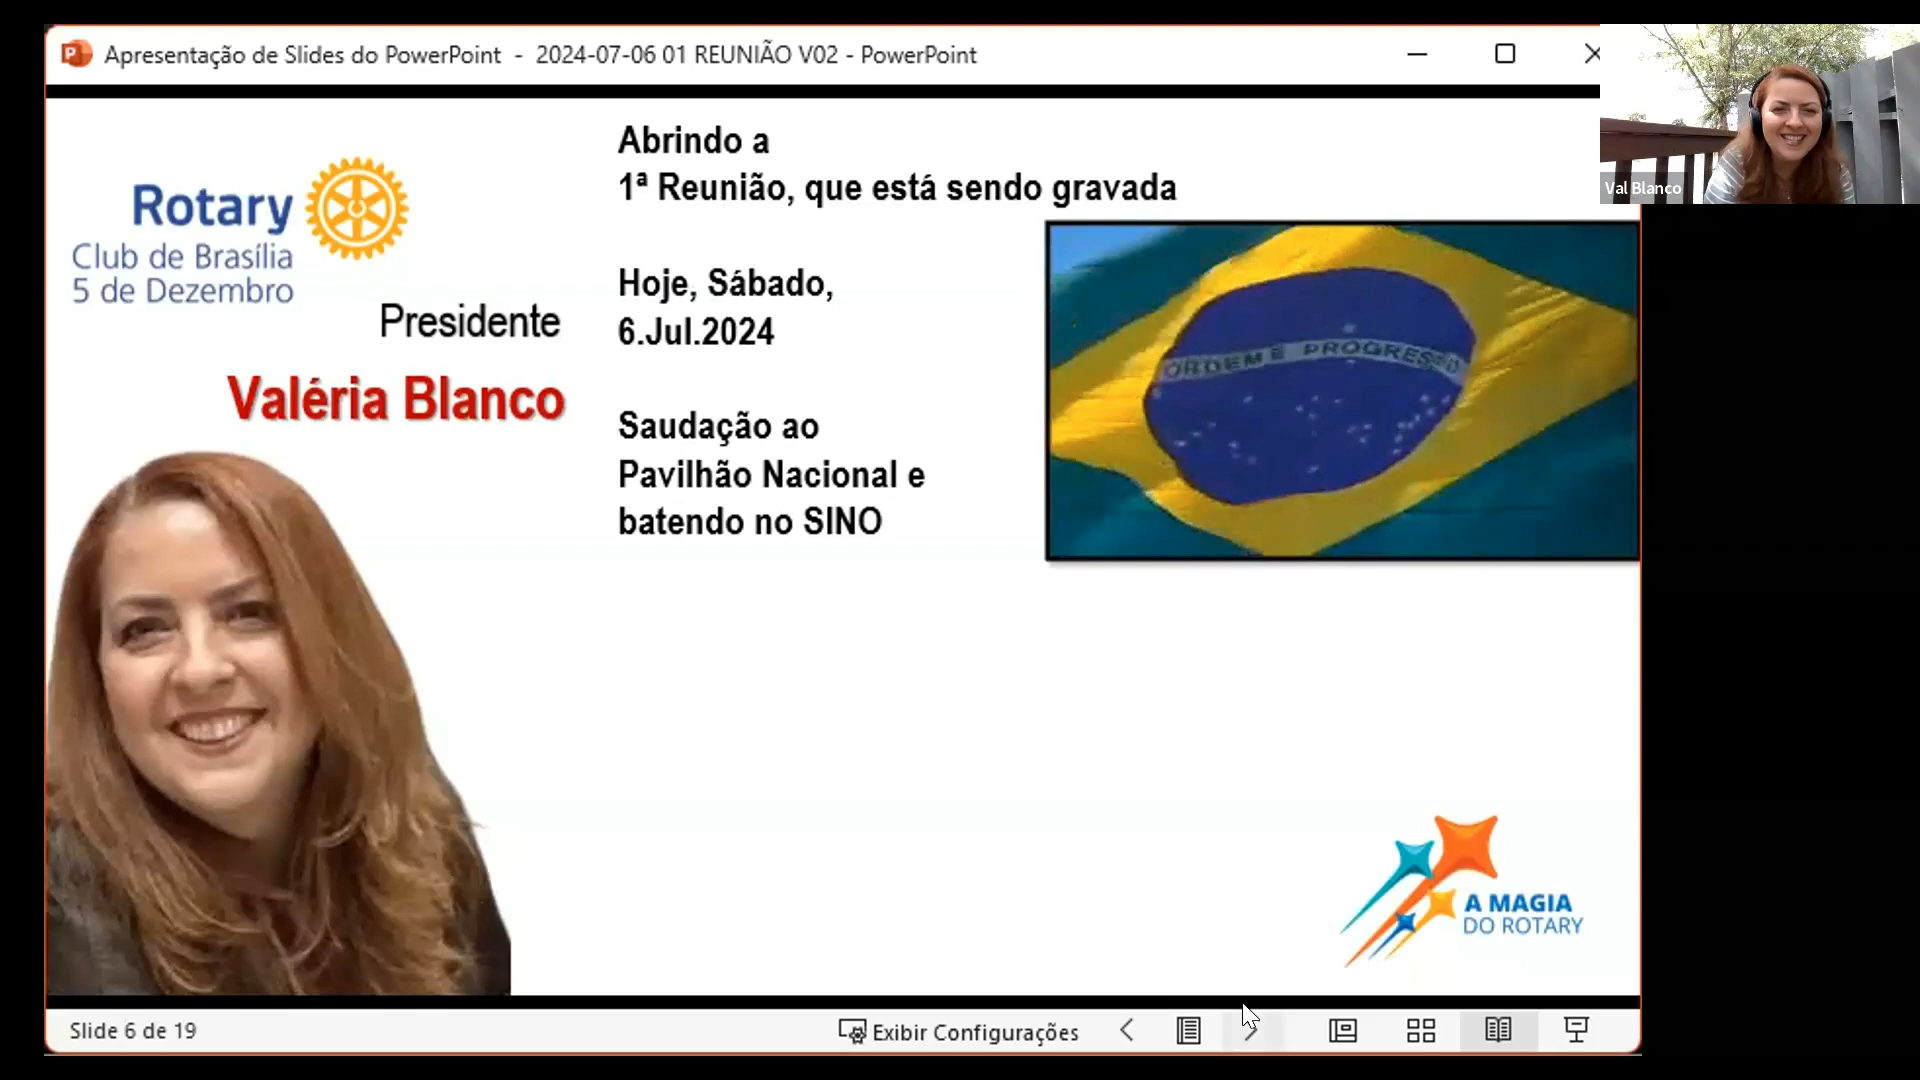 Apresentação de Slides do PowerPoint - 2024-07-06 01 REUNIÃO V02 - PowerPoint
Val Blanco
Rotary
Club de Brasília
5 de Dezembro
Presidente
Valéria Blanco
Abrindo a
1ª Reunião, que está sendo gravada
Hoje, Sábado,
6.Jul.2024
Saudação ao
Pavilhão Nacional e
batendo no SINO
ORDEM E PROGRESSO
A MAGIA
DO ROTARY
Slide 6 de 19
Exibir Configurações